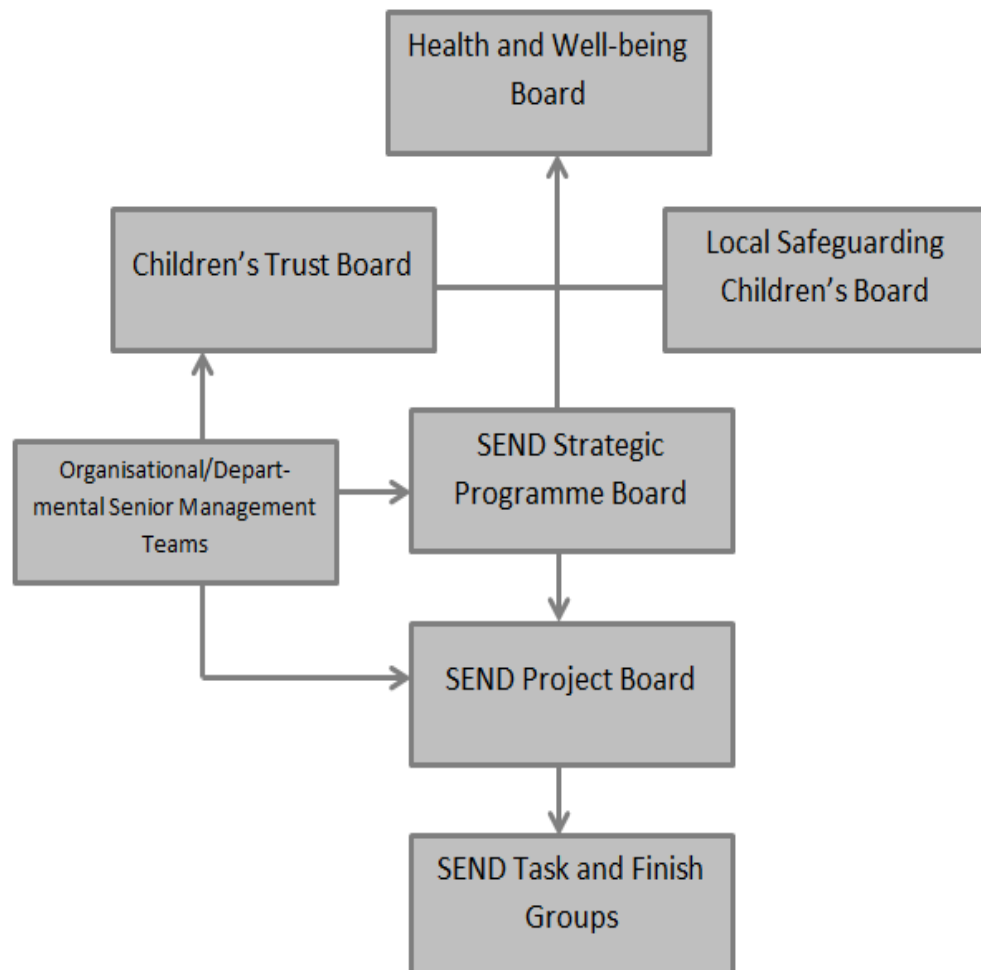 Health and Well-being
Board
Children’s Trust Board
Local Safeguarding
Children’s Board
SEND Strategic
Programme Board
Organisational/Depart-
mental Senior Management
Teams
SEND Project Board
SEND Task and Finish
Groups